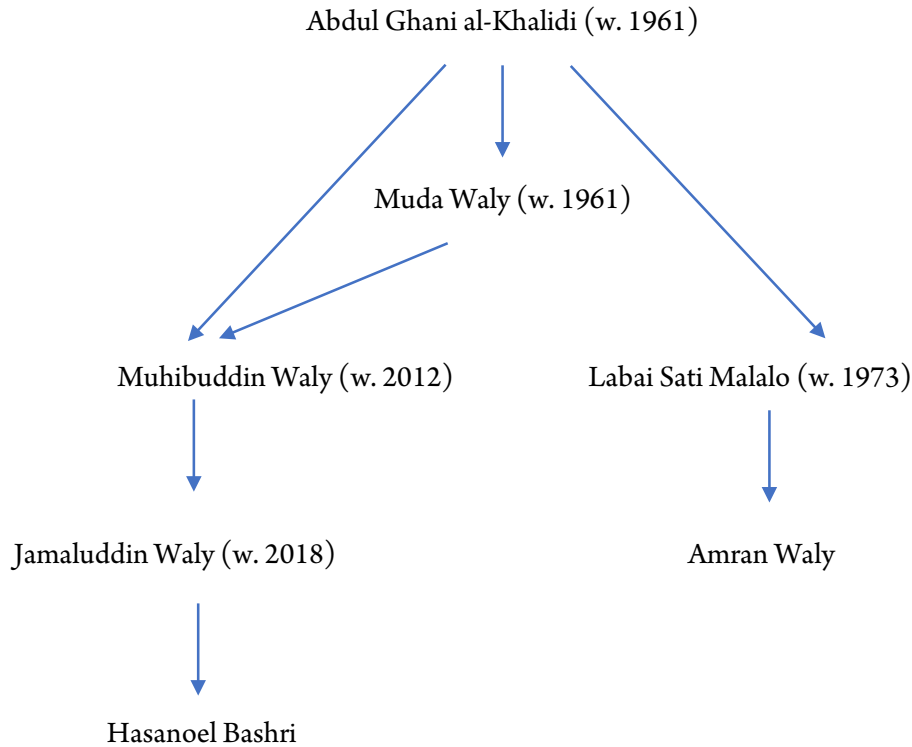 Abdul Ghani al-Khalidi (w. 1961)
Muda Waly (w. 1961)
Muhibuddin Waly (w. 2012)
Labai Sati Malalo (w. 1973)
Jamaluddin Waly (w. 2018)
Amran Waly
Hasanoel Bashri